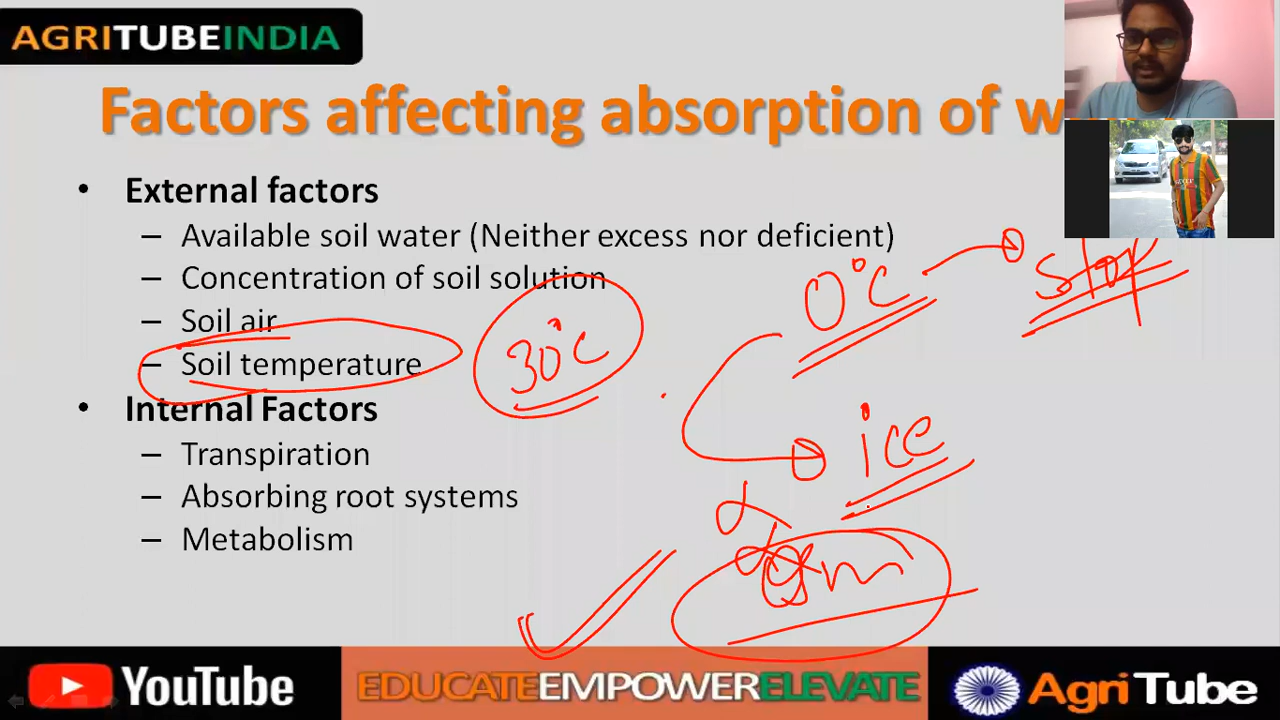 AGRITUBEINDIA
Factors affecting absorption of w
• External factors
– Available soil water (Neither excess nor deficient)
– Concentration of soil solution
– Soil air
– Soil temperature
• Internal Factors
– Transpiration
– Absorbing root systems
– Metabolism
30°C
0°C
stop
ice
YouTube
EDUCATEEMPOWERELEVATE
AgriTube